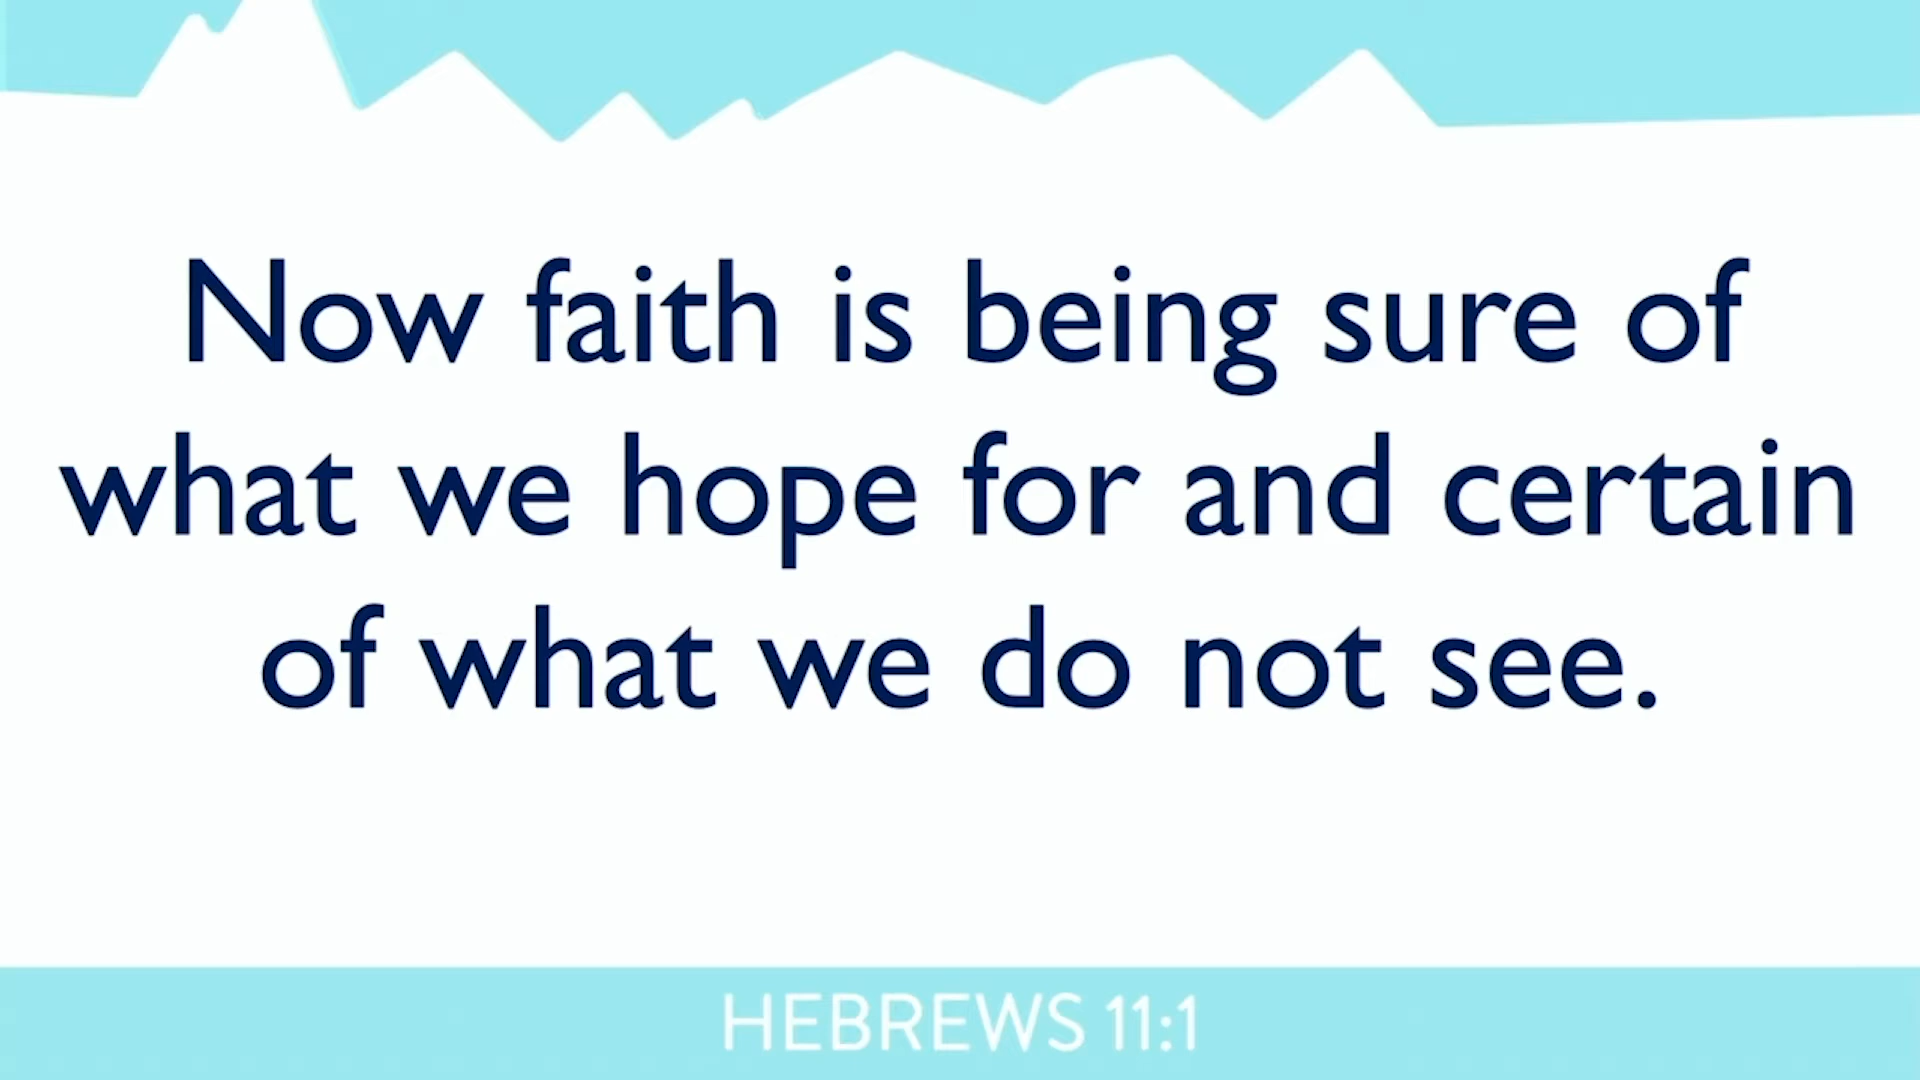 Now faith is being sure of
what we hope for and certain
of what we do not see.
HEBREWS 11:1